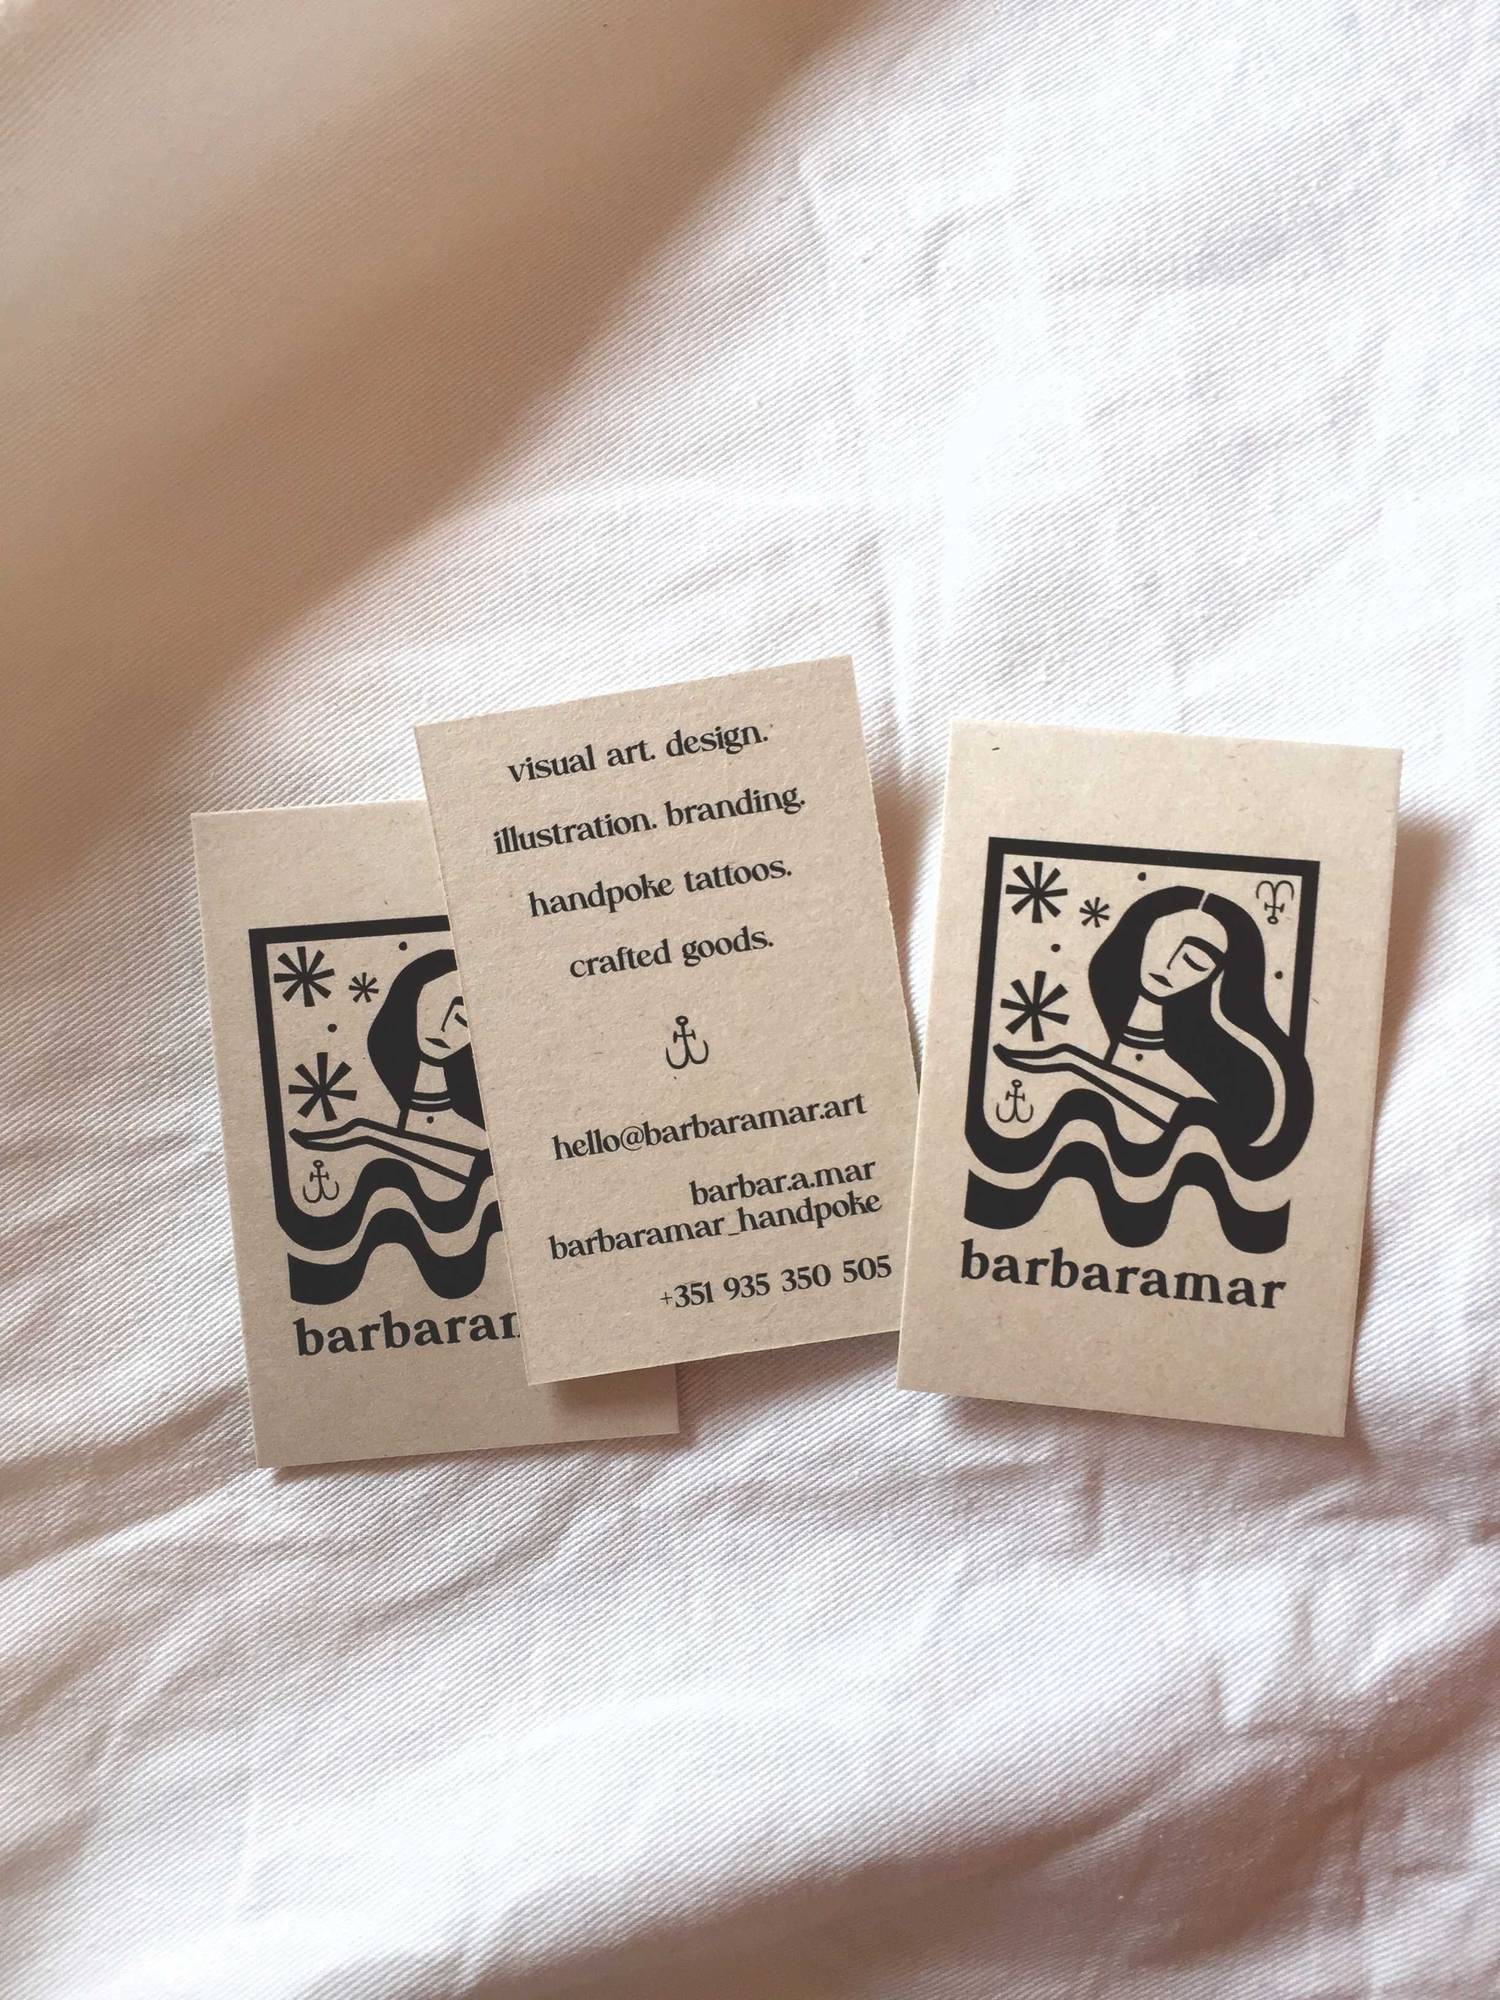 visual art. design.
illustration. branding.
handpoke tattoos.
crafted goods.
hello@barbaramar.art
barbar.a.mar
barbaramar_handpoke
+351 935 350 505
barbaram
barbaramar